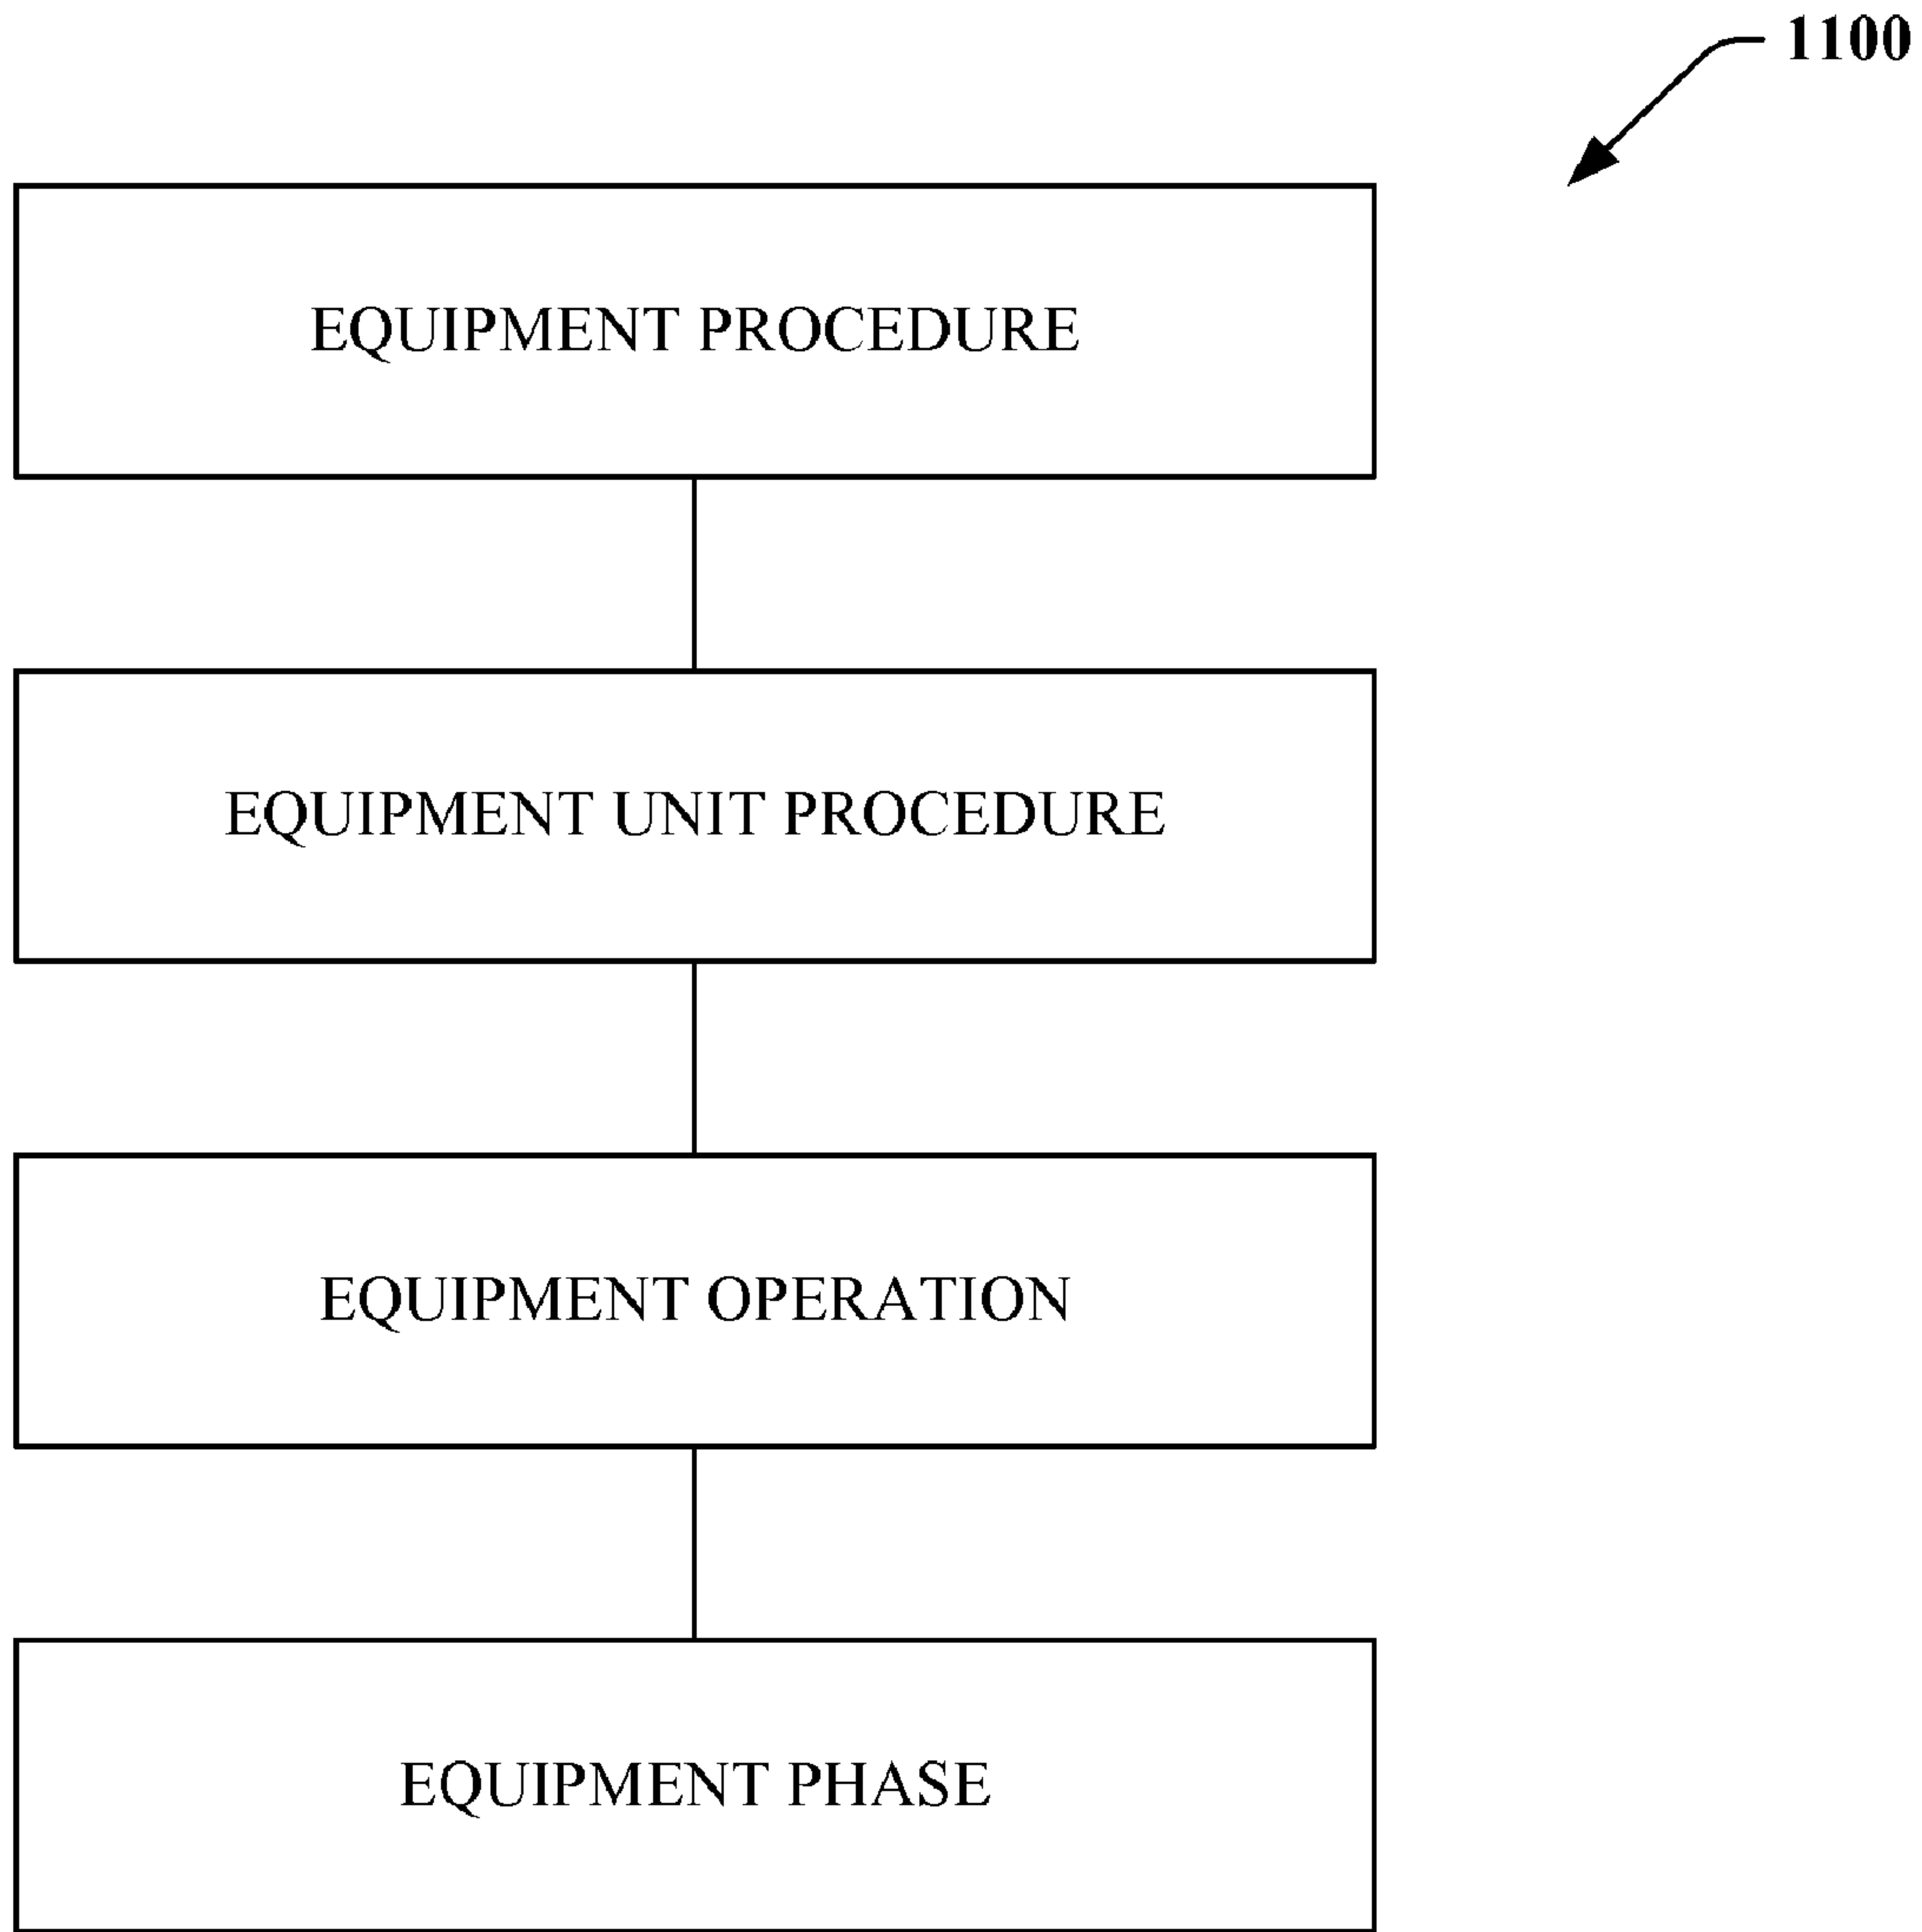 1100
EQUIPMENT PROCEDURE
EQUIPMENT UNIT PROCEDURE
EQUIPMENT OPERATION
EQUIPMENT PHASE